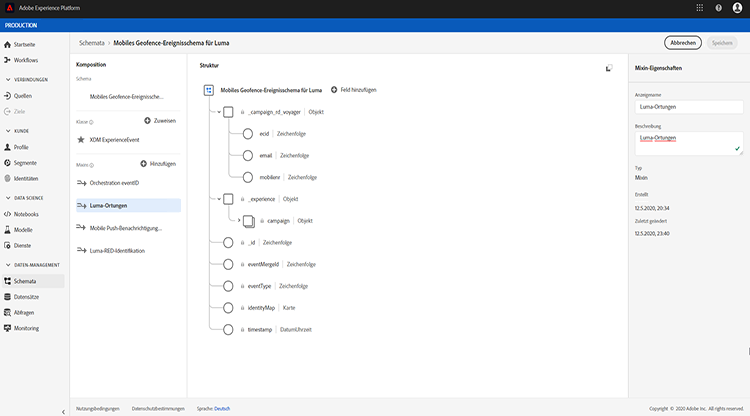 Adobe Experience Platform
PRODUCTION
Startseite
Workflows
VERBINDUNGEN
Quellen
Ziele
KUNDE
Profile
Segmente
Identitäten
DATA SCIENCE
Notebooks
Modelle
Dienste
DATEN-MANAGEMENT
Schemata
Datensätze
Abfragen
Monitoring
Schemata > Mobiles Geofence-Ereignisschema für Luma
Abbrechen
Speichern
Komposition
Schema
Mobiles Geofence-Ereignissche...
Klasse
Zuweisen
XDM ExperienceEvent
Mixins
Hinzufügen
Orchestration eventID
Luma-Ortungen
Mobile Push-Benachrichtigung...
Luma-RED-Identifikation
Struktur
Mobiles Geofence-Ereignisschema für Luma
Feld hinzufügen
_campaign_rd_voyager | Objekt
ecid | Zeichenfolge
email | Zeichenfolge
mobilenr | Zeichenfolge
_experience | Objekt
campaign | Objekt
_id | Zeichenfolge
eventMergeId | Zeichenfolge
eventType | Zeichenfolge
identityMap | Karte
timestamp | DatumUhrzeit
Mixin-Eigenschaften
Anzeigename
Luma-Ortungen
Beschreibung
Luma-Ortungen
Typ
Mixin
Erstellt
12.5.2020, 20:34
Zuletzt geändert
12.5.2020, 23:40
Nutzungsbedingungen
Datenschutzbestimmungen
Sprache: Deutsch
Copyright © 2020 Adobe Inc. All rights reserved.